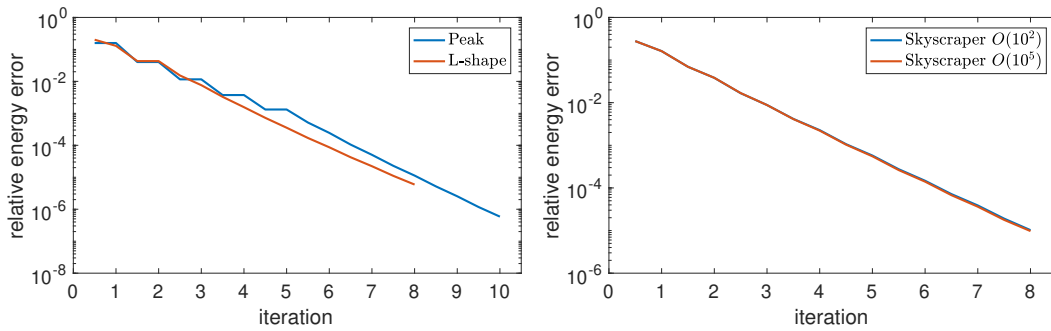 10^0
10^-2
10^-4
10^-6
10^-8
relative energy error
0 1 2 3 4 5 6 7 8 9 10
iteration
Peak
L-shape
10^0
10^-2
10^-4
10^-6
relative energy error
0 1 2 3 4 5 6 7 8
iteration
Skyscraper O(10^2)
Skyscraper O(10^5)